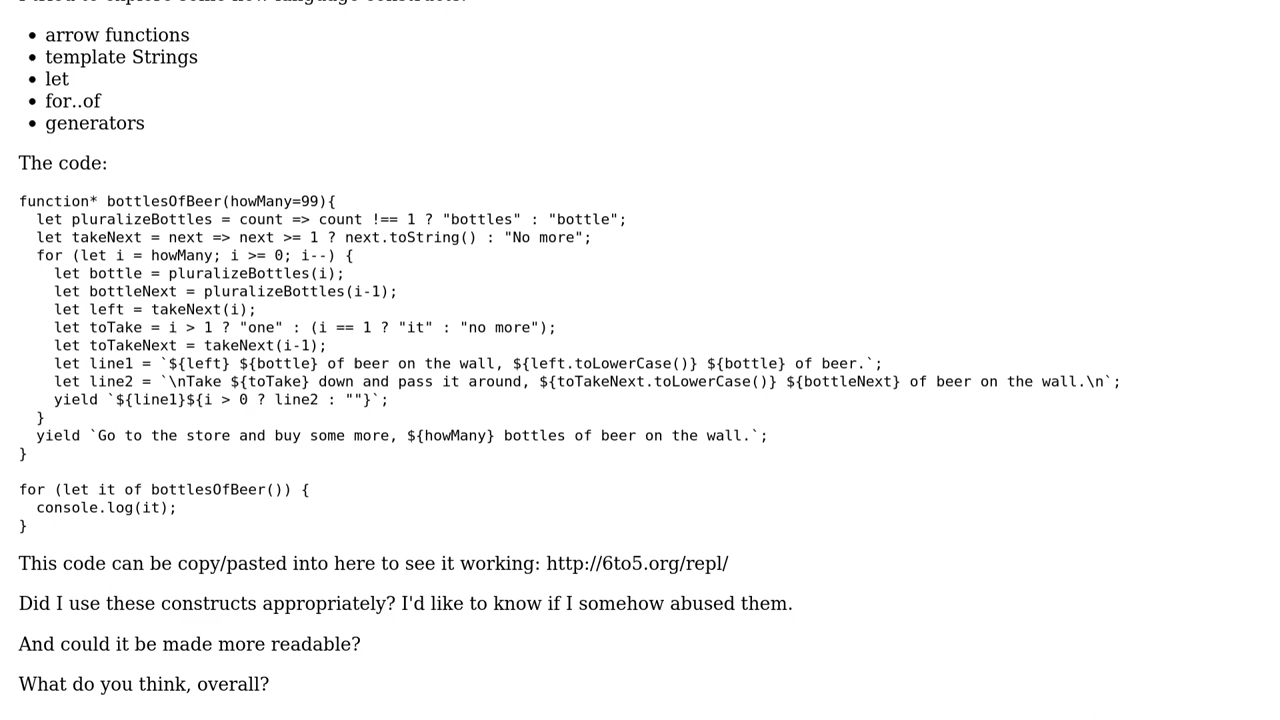 I tried to explore some new language constructs:
arrow functions
template Strings
let
for..of
generators
The code:
function* bottlesOfBeer(howMany=99){
  let pluralizeBottles = count => count !== 1 ? "bottles" : "bottle";
  let takeNext = next => next >= 1 ? next.toString() : "No more";
  for (let i = howMany; i >= 0; i--) {
    let bottle = pluralizeBottles(i);
    let bottleNext = pluralizeBottles(i-1);
    let left = takeNext(i);
    let toTake = i > 1 ? "one" : (i == 1 ? "it" : "no more");
    let toTakeNext = takeNext(i-1);
    let line1 = `${left} ${bottle} of beer on the wall, ${left.toLowerCase()} ${bottle} of beer.`;
    let line2 = `\nTake ${toTake} down and pass it around, ${toTakeNext.toLowerCase()} ${bottleNext} of beer on the wall.\n`;
    yield `${line1}${i > 0 ? line2 : ""}`;
  }
  yield `Go to the store and buy some more, ${howMany} bottles of beer on the wall.`;
}
for (let it of bottlesOfBeer()) {
  console.log(it);
}
This code can be copy/pasted into here to see it working: http://6to5.org/repl/
Did I use these constructs appropriately? I'd like to know if I somehow abused them.
And could it be made more readable?
What do you think, overall?